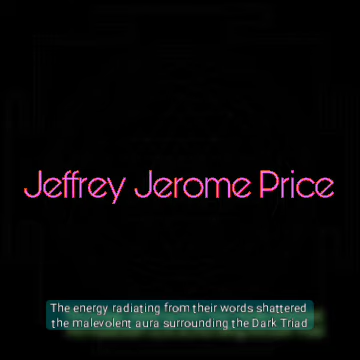 Jeffrey Jerome Price
The energy radiating from their words shattered
the malevolent aura surrounding the Dark Triad